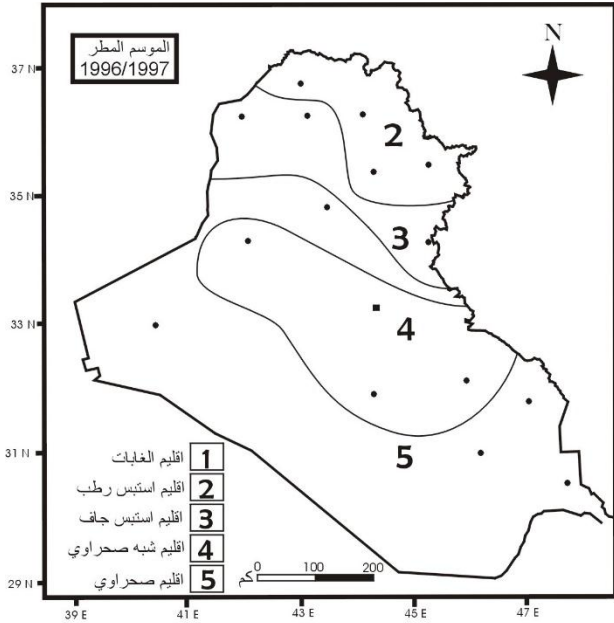 الموسم المطر
1996/1997
N
37 N
35 N
33 N
31 N
29 N
2
3
4
5
اقليم الغابات 1
اقليم استبس رطب 2
اقليم استبس جاف 3
اقليم شبه صحراوي 4
اقليم صحراوي 5
كم 0 100 200
39 E 41 E 43 E 45 E 47 E